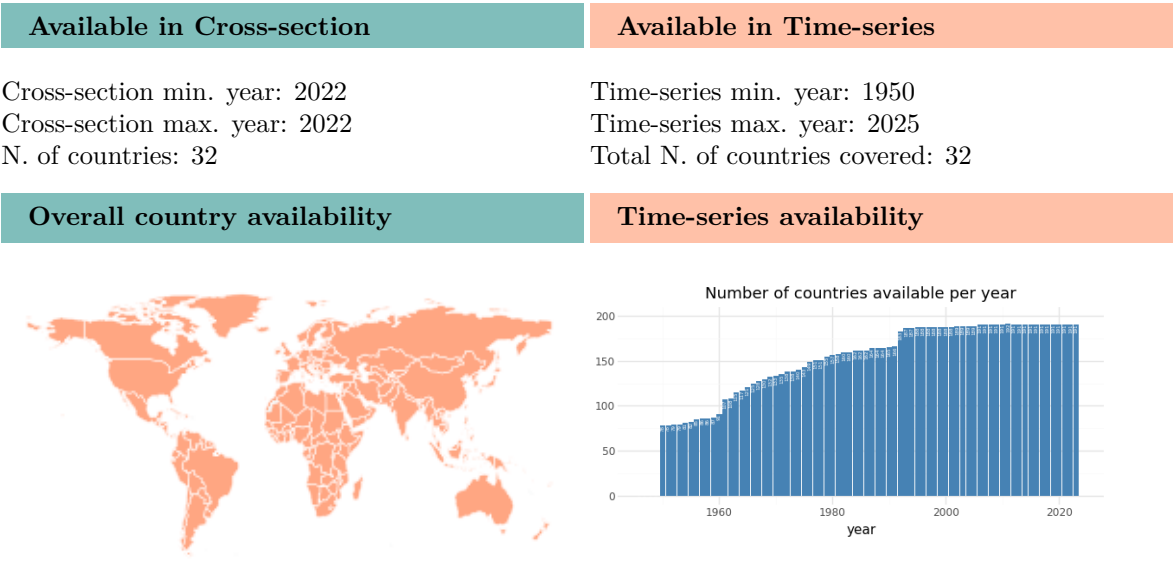 Available in Cross-section
Available in Time-series
Cross-section min. year: 2022
Cross-section max. year: 2022
N. of countries: 32
Time-series min. year: 1950
Time-series max. year: 2025
Total N. of countries covered: 32
Overall country availability
Time-series availability
Number of countries available per year
200
150
100
50
0
1960 1980 2000 2020
year